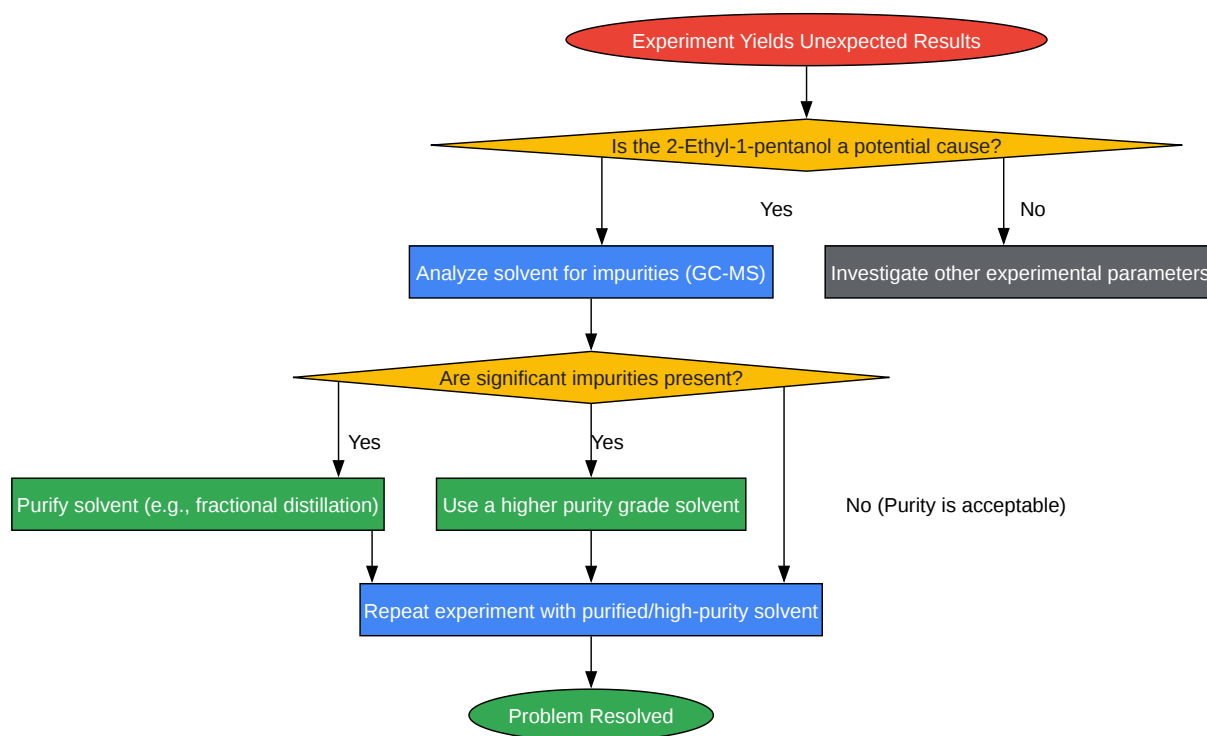 Experiment Yields Unexpected Results
Is the 2-Ethyl-1-pentanol a potential cause?
Yes
No
Analyze solvent for impurities (GC-MS)
Investigate other experimental parameters
Are significant impurities present?
Yes
Yes
Purify solvent (e.g., fractional distillation)
Use a higher purity grade solvent
No (Purity is acceptable)
Repeat experiment with purified/high-purity solvent
Problem Resolved